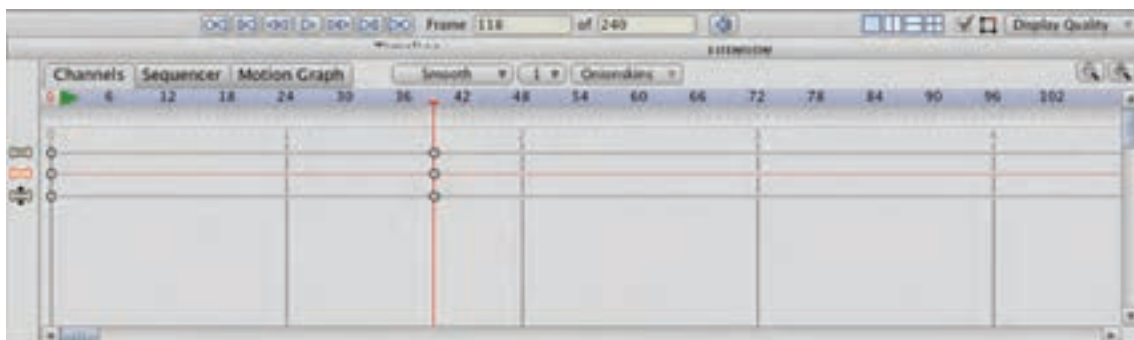 Frame 118 of 240 Display Quality
Channels Sequencer Motion Graph Smooth 1 Onionskins
0 6 12 18 24 30 36 42 48 54 60 66 72 78 84 90 96 102